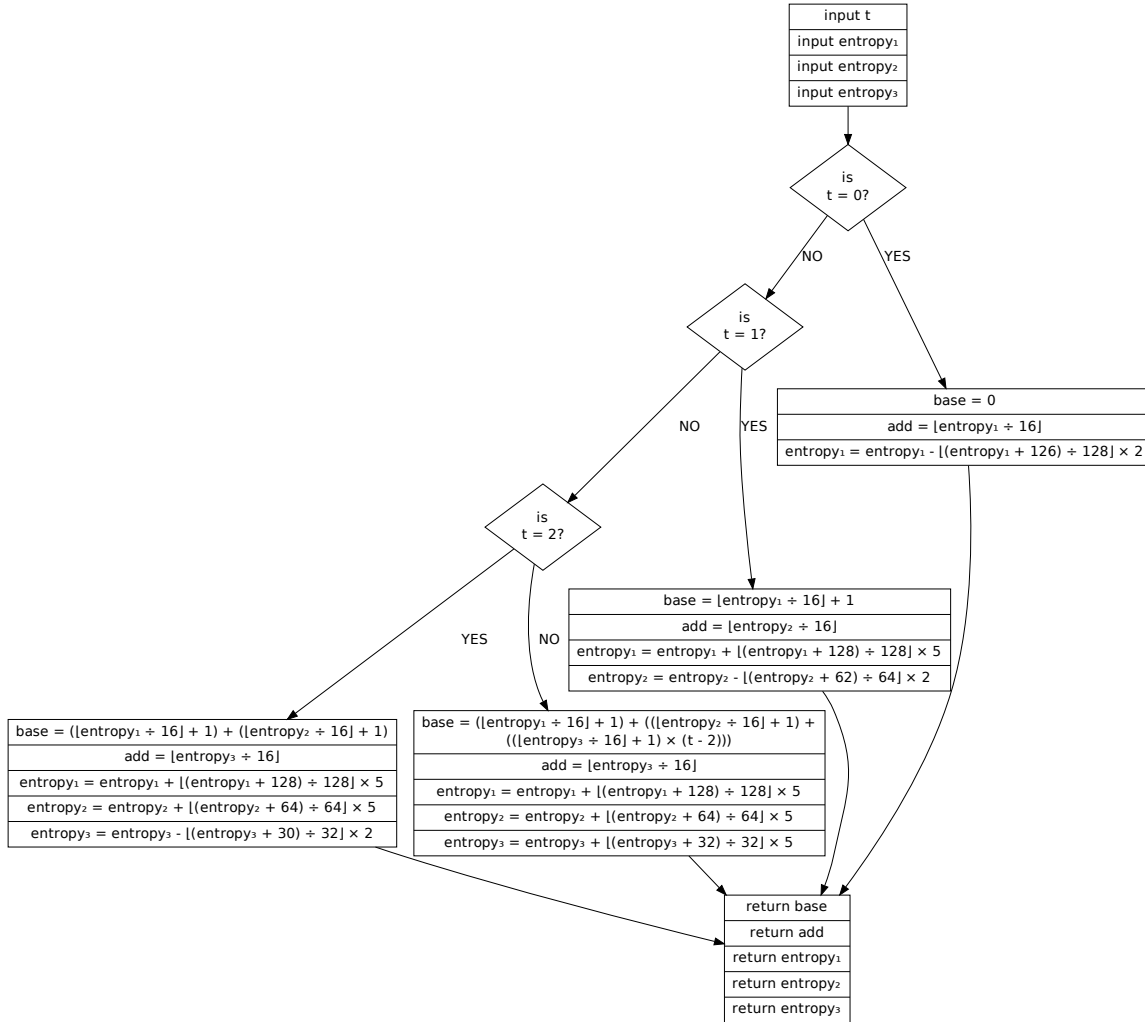 input t
input entropy₁
input entropy₂
input entropy₃
is
t = 0?
NO
YES
is
t = 1?
NO
YES
base = 0
add = ⌊entropy₁ ÷ 16⌋
entropy₁ = entropy₁ - ⌊(entropy₁ + 126) ÷ 128⌋ × 2
is
t = 2?
YES
NO
base = ⌊entropy₁ ÷ 16⌋ + 1
add = ⌊entropy₂ ÷ 16⌋
entropy₁ = entropy₁ + ⌊(entropy₁ + 128) ÷ 128⌋ × 5
entropy₂ = entropy₂ - ⌊(entropy₂ + 62) ÷ 64⌋ × 2
base = (⌊entropy₁ ÷ 16⌋ + 1) + (⌊entropy₂ ÷ 16⌋ + 1)
add = ⌊entropy₃ ÷ 16⌋
entropy₁ = entropy₁ + ⌊(entropy₁ + 128) ÷ 128⌋ × 5
entropy₂ = entropy₂ + ⌊(entropy₂ + 64) ÷ 64⌋ × 5
entropy₃ = entropy₃ - ⌊(entropy₃ + 30) ÷ 32⌋ × 2
base = (⌊entropy₁ ÷ 16⌋ + 1) + ((⌊entropy₂ ÷ 16⌋ + 1) +
((⌊entropy₃ ÷ 16⌋ + 1) × (t - 2)))
add = ⌊entropy₃ ÷ 16⌋
entropy₁ = entropy₁ + ⌊(entropy₁ + 128) ÷ 128⌋ × 5
entropy₂ = entropy₂ + ⌊(entropy₂ + 64) ÷ 64⌋ × 5
entropy₃ = entropy₃ + ⌊(entropy₃ + 32) ÷ 32⌋ × 5
return base
return add
return entropy₁
return entropy₂
return entropy₃